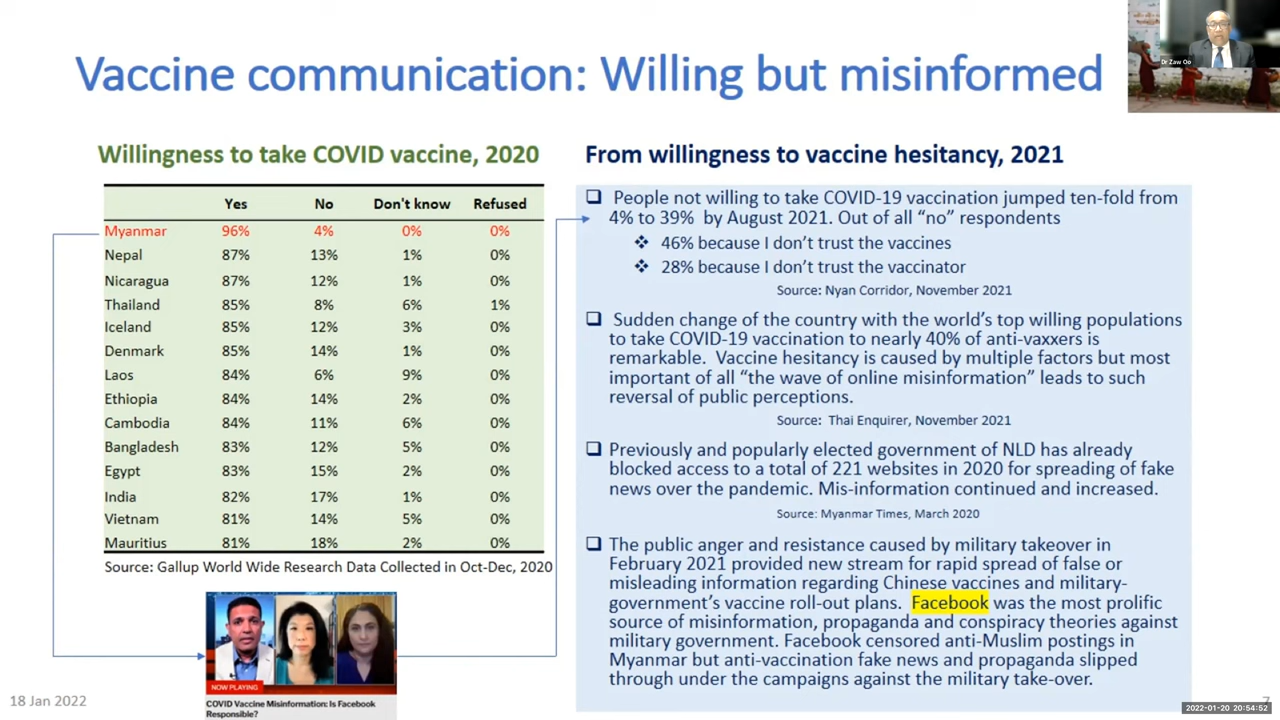 Vaccine communication: Willing but misinformed
Dr Zaw Oo
Willingness to take COVID vaccine, 2020
Yes No Don't know Refused
Myanmar 96% 4% 0% 0%
Nepal 87% 13% 1% 0%
Nicaragua 87% 12% 1% 0%
Thailand 85% 8% 6% 1%
Iceland 85% 12% 3% 0%
Denmark 85% 14% 1% 0%
Laos 84% 6% 9% 0%
Ethiopia 84% 14% 2% 0%
Cambodia 84% 11% 6% 0%
Bangladesh 83% 12% 5% 0%
Egypt 83% 15% 2% 0%
India 82% 17% 1% 0%
Vietnam 81% 14% 5% 0%
Mauritius 81% 18% 2% 0%
Source: Gallup World Wide Research Data Collected in Oct-Dec, 2020
NOW PLAYING
COVID Vaccine Misinformation: Is Facebook
Responsible?
From willingness to vaccine hesitancy, 2021
People not willing to take COVID-19 vaccination jumped ten-fold from
4% to 39% by August 2021. Out of all “no” respondents
46% because I don’t trust the vaccines
28% because I don’t trust the vaccinator
Source: Nyan Corridor, November 2021
Sudden change of the country with the world’s top willing populations
to take COVID-19 vaccination to nearly 40% of anti-vaxxers is
remarkable. Vaccine hesitancy is caused by multiple factors but most
important of all “the wave of online misinformation” leads to such
reversal of public perceptions.
Source: Thai Enquirer, November 2021
Previously and popularly elected government of NLD has already
blocked access to a total of 221 websites in 2020 for spreading of fake
news over the pandemic. Mis-information continued and increased.
Source: Myanmar Times, March 2020
The public anger and resistance caused by military takeover in
February 2021 provided new stream for rapid spread of false or
misleading information regarding Chinese vaccines and military-
government’s vaccine roll-out plans. Facebook was the most prolific
source of misinformation, propaganda and conspiracy theories against
military government. Facebook censored anti-Muslim postings in
Myanmar but anti-vaccination fake news and propaganda slipped
through under the campaigns against the military take-over.
18 Jan 2022
7
2022-01-20 20:54:52